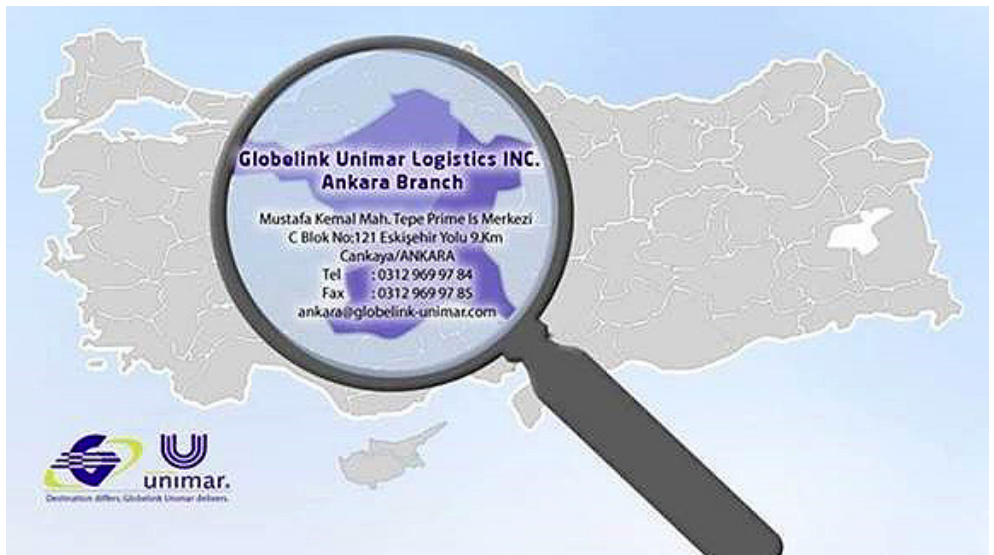 Globelink Unimar Logistics INC.
Ankara Branch
Mustafa Kemal Mah. Tepe Prime Is Merkezi
C Blok No:121 Eskişehir Yolu 9.Km
Cankaya/ANKARA
Tel : 0312 969 97 84
Fax : 0312 969 97 85
ankara@globelink-unimar.com
unimar.
Destination differs, Globelink Unimar delivers.